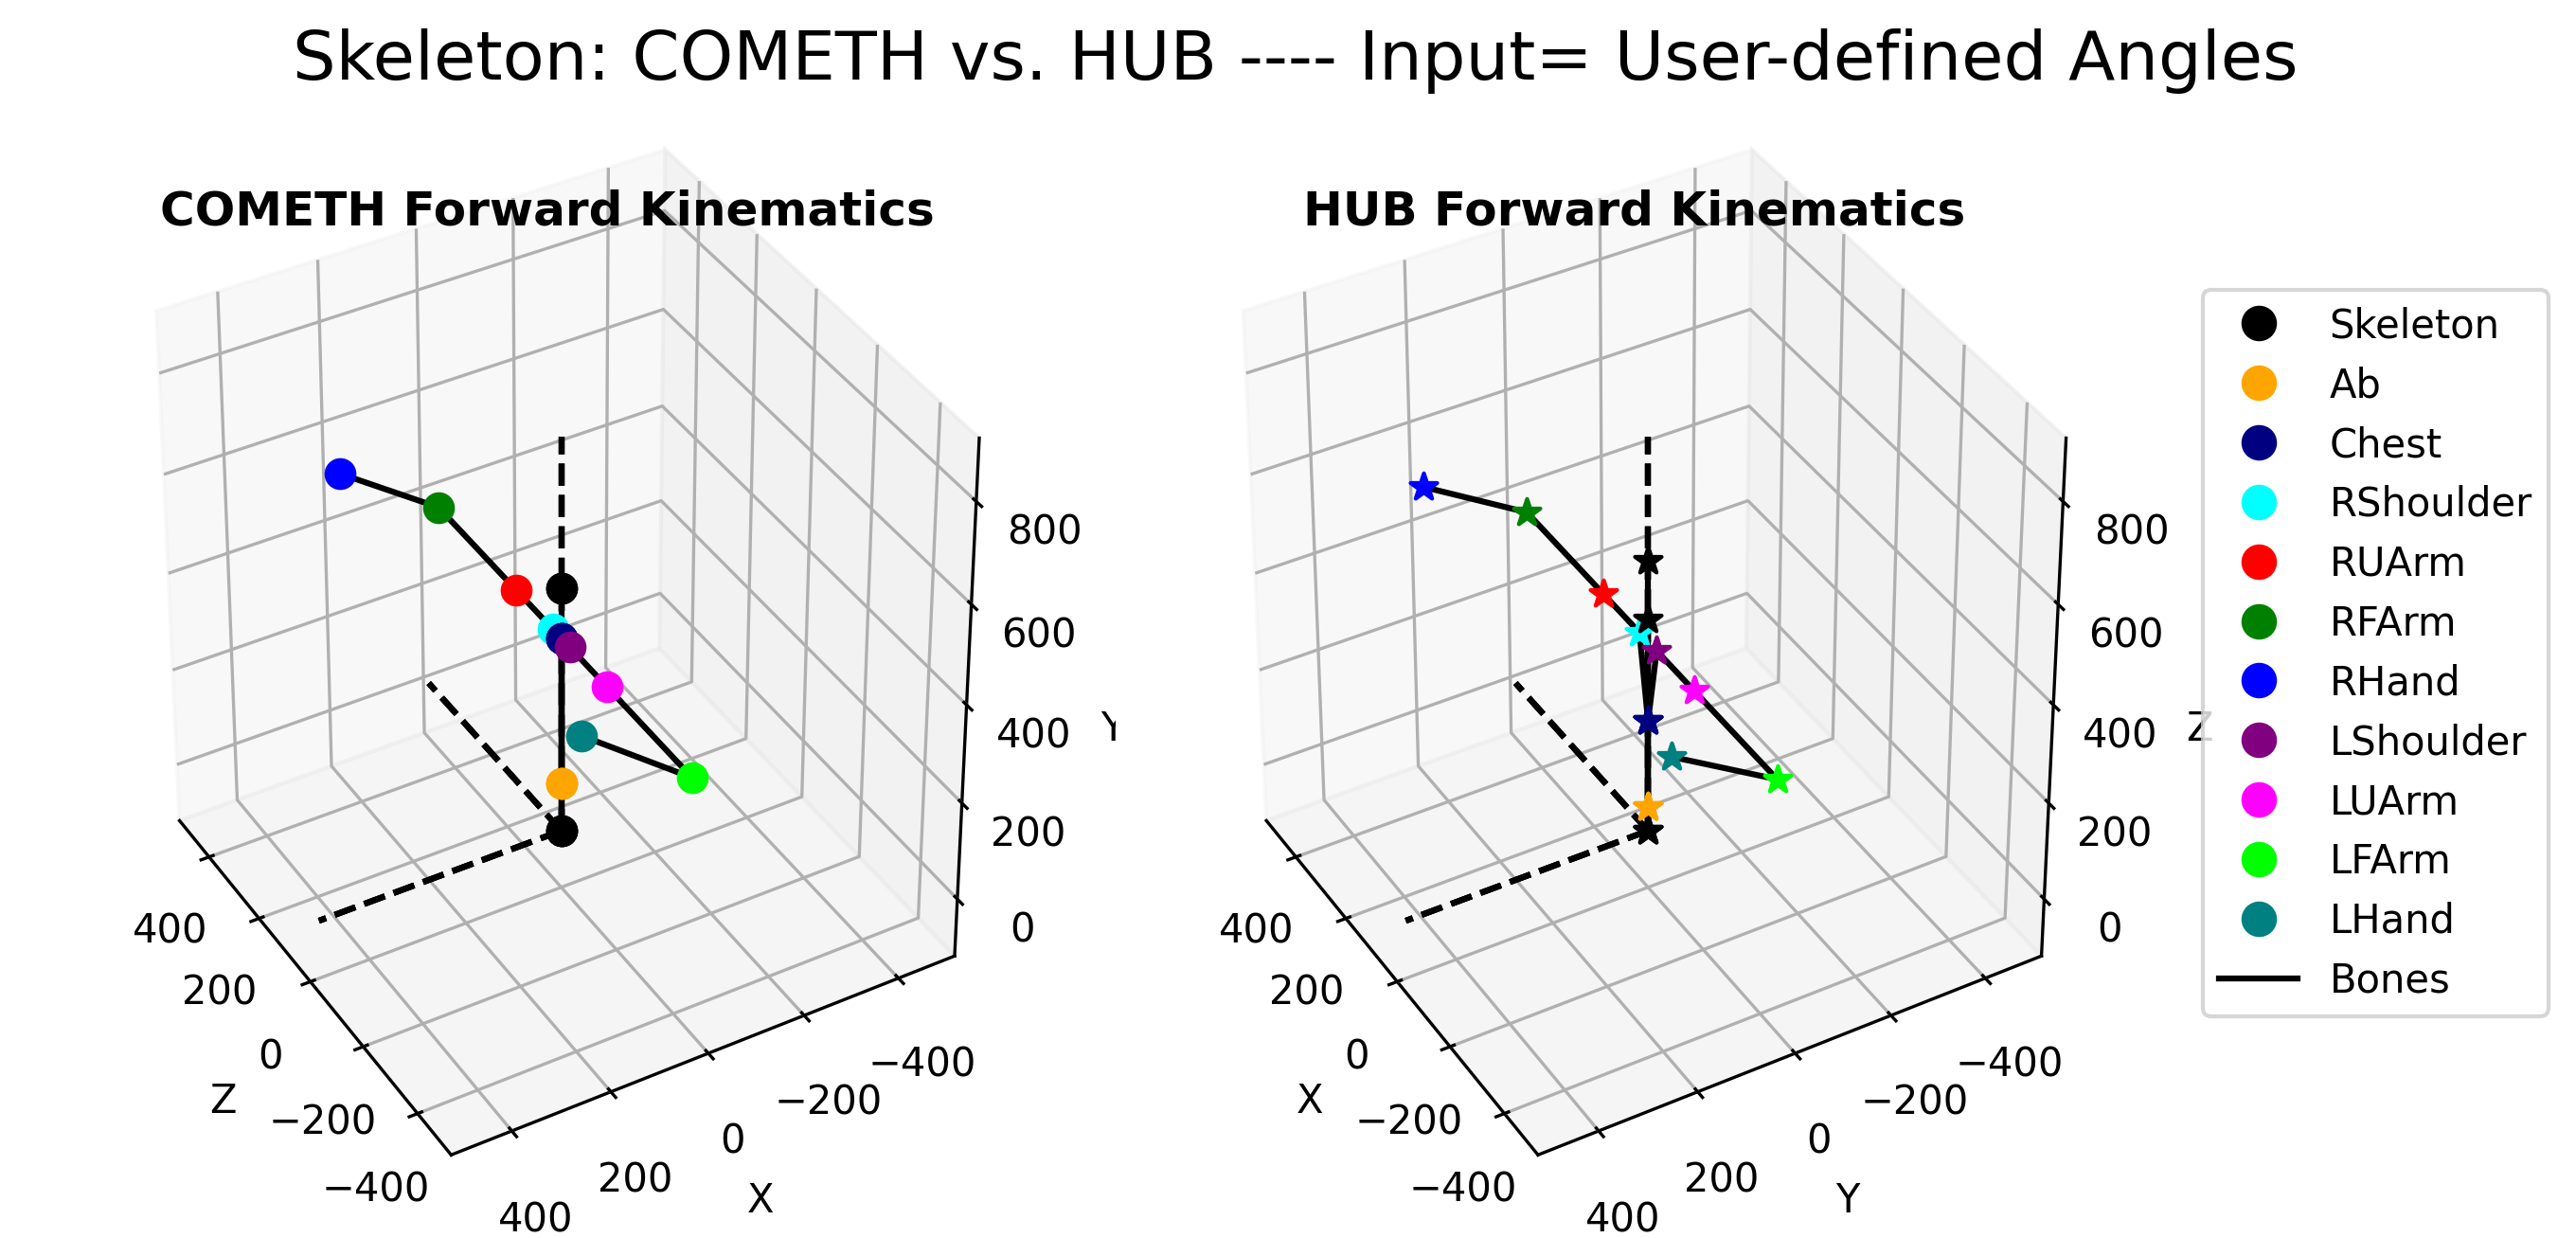 Skeleton: COMETH vs. HUB ---- Input= User-defined Angles
COMETH Forward Kinematics
400
200
0
−200
−400
Z
400
200
0
−200
−400
X
0
200
400
600
800
Y
HUB Forward Kinematics
400
200
0
−200
−400
X
400
200
0
−200
−400
Y
0
200
400
600
800
Z
Skeleton
Ab
Chest
RShoulder
RUArm
RFArm
RHand
LShoulder
LUArm
LFArm
LHand
Bones